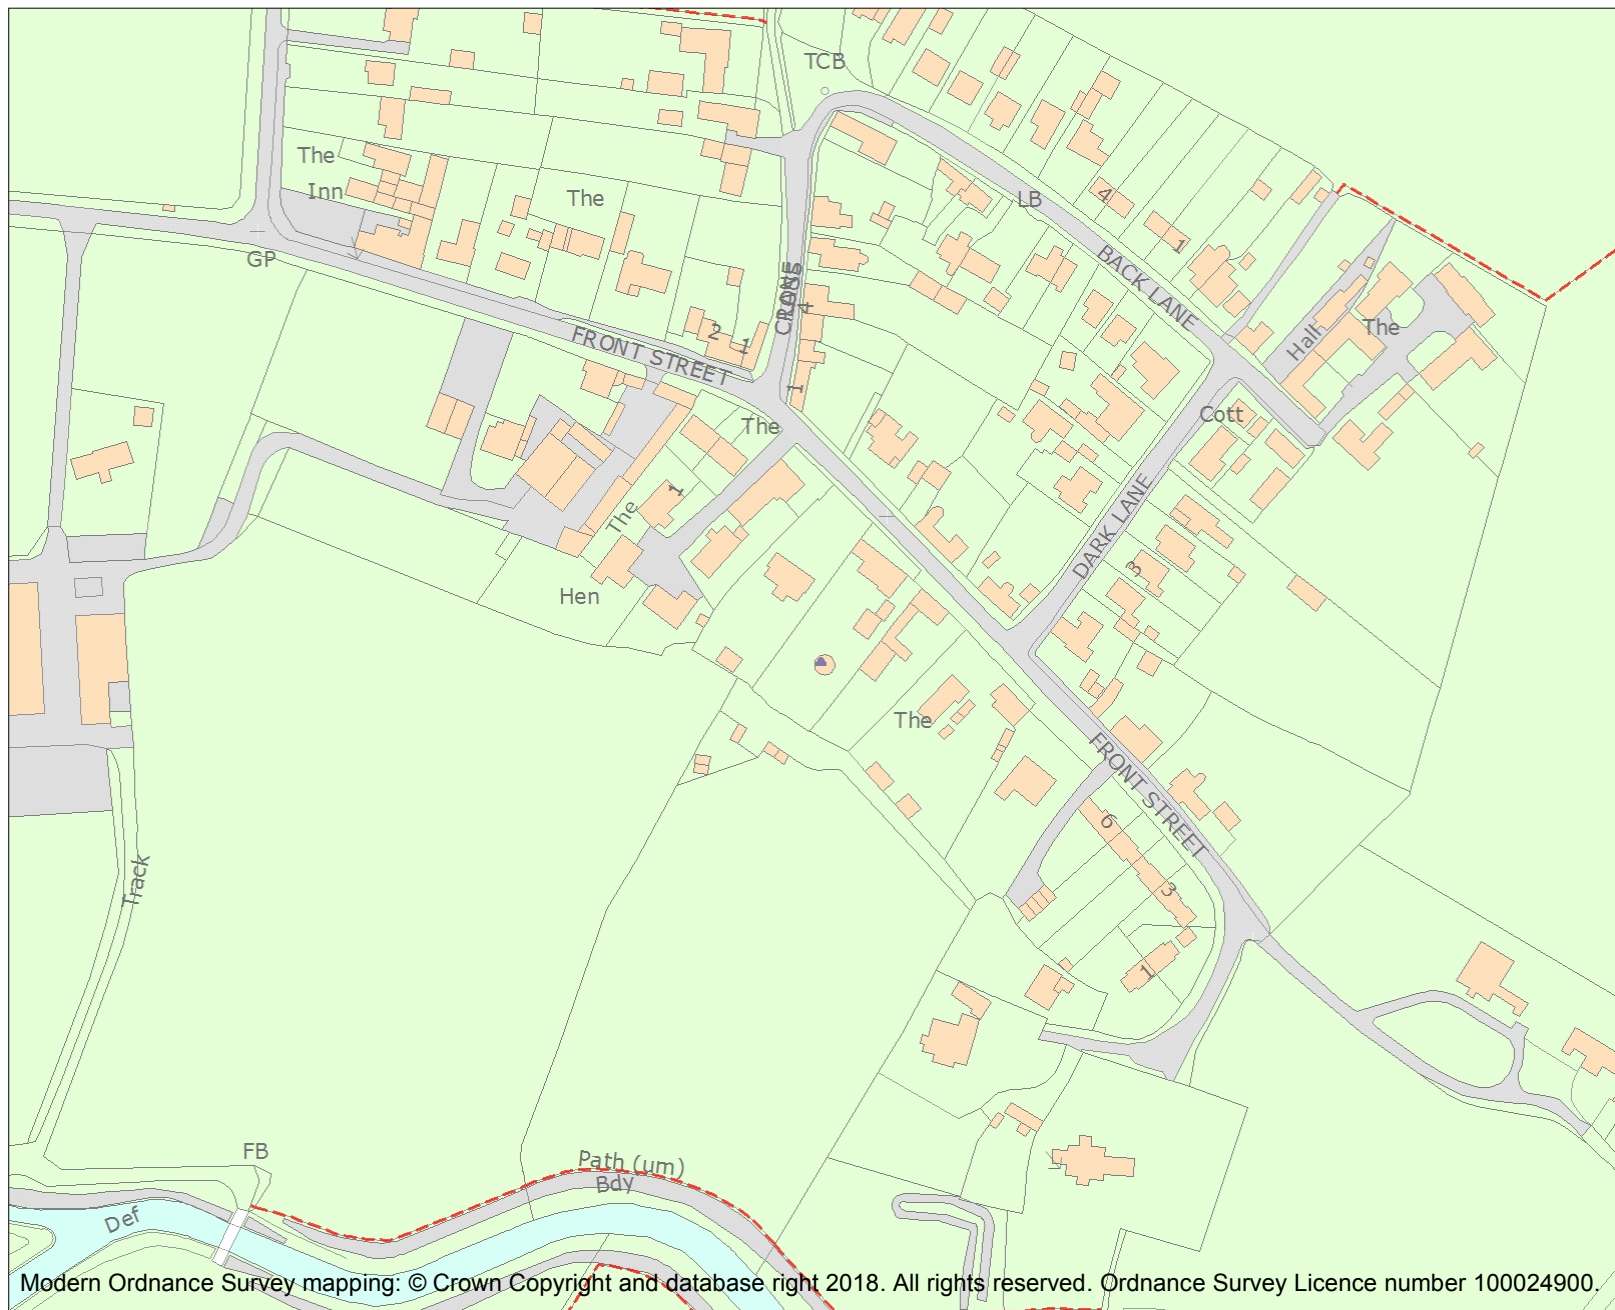 TCB
The
Inn
The
LB
4
1
GP
BACK LANE
4
Hall
The
2
1
FRONT STREET
1
Cott
The
1
The
DARK LANE
3
Hen
The
FRONT STREET
6
3
Track
1
FB
Path (um)
Bdy
Def
Modern Ordnance Survey mapping: © Crown Copyright and database right 2018. All rights reserved. Ordnance Survey Licence number 100024900.